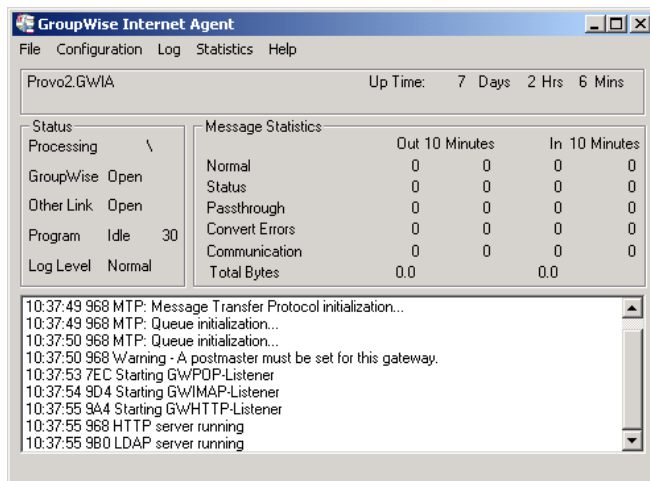 GroupWise Internet Agent
File Configuration Log Statistics Help
Provo2.GWIA Up Time: 7 Days 2 Hrs 6 Mins
Status
Processing \
GroupWise Open
Other Link Open
Program Idle 30
Log Level Normal
Message Statistics
Out 10 Minutes In 10 Minutes
Normal 0 0 0 0
Status 0 0 0 0
Passthrough 0 0 0 0
Convert Errors 0 0 0 0
Communication 0 0 0 0
Total Bytes 0.0 0.0
10:37:49 968 MTP: Message Transfer Protocol initialization...
10:37:49 968 MTP: Queue initialization...
10:37:50 968 MTP: Queue initialization...
10:37:50 968 Warning - A postmaster must be set for this gateway.
10:37:53 7EC Starting GWPOP-Listener
10:37:54 9D4 Starting GWIMAP-Listener
10:37:55 9A4 Starting GWHTTP-Listener
10:37:55 968 HTTP server running
10:37:55 9B0 LDAP server running